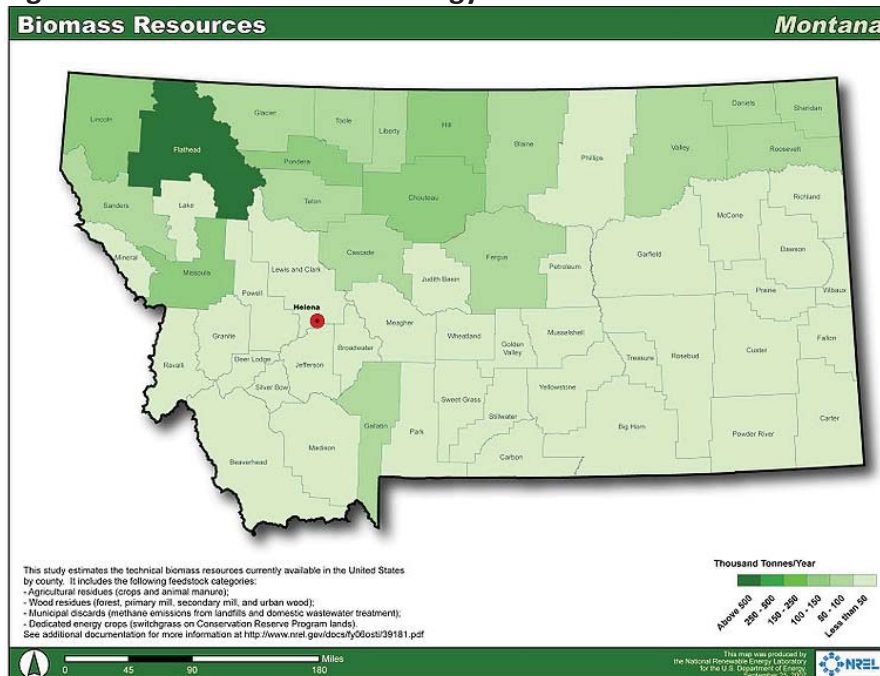 Biomass Resources
Montana
Lincoln
Flathead
Glacier
Toole
Liberty
Hill
Blaine
Phillips
Valley
Daniels
Sheridan
Roosevelt
Pondera
Teton
Chouteau
Sanders
Lake
Richland
McCone
Dawson
Mineral
Missoula
Powell
Lewis and Clark
Cascade
Judith Basin
Fergus
Petroleum
Garfield
Prairie
Wibaux
Helena
Meagher
Wheatland
Golden
Valley
Musselshell
Treasure
Rosebud
Custer
Fallon
Ravalli
Granite
Deer Lodge
Silver Bow
Jefferson
Broadwater
Gallatin
Park
Sweet Grass
Stillwater
Yellowstone
Big Horn
Powder River
Carter
Beaverhead
Madison
Carbon
This study estimates the technical biomass resources currently available in the United States
by county. It includes the following feedstock categories:
- Agricultural residues (crops and animal manure);
- Wood residues (forest, primary mill, secondary mill, and urban wood);
- Municipal discards (methane emissions from landfills and domestic wastewater treatment);
- Dedicated energy crops (switchgrass on Conservation Reserve Program lands).
See additional documentation for more information at http://www.nrel.gov/docs/fy06osti/39181.pdf
Thousand Tonnes/Year
Above 500
250 - 500
150 - 250
100 - 150
50 - 100
Less than 50
Miles
0 45 90 180
This map was produced by
the National Renewable Energy Laboratory
for the U.S. Department of Energy.
September 25, 2007
NREL